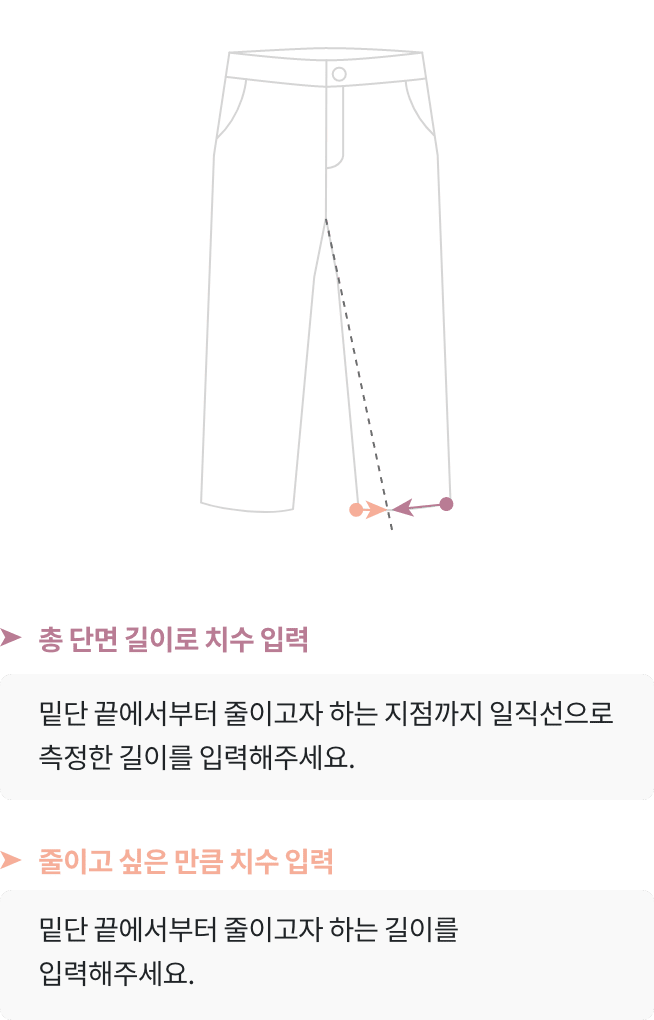 총 단면 길이로 치수 입력
밑단 끝에서부터 줄이고자 하는 지점까지 일직선으로
측정한 길이를 입력해주세요.
줄이고 싶은 만큼 치수 입력
밑단 끝에서부터 줄이고자 하는 길이를
입력해주세요.